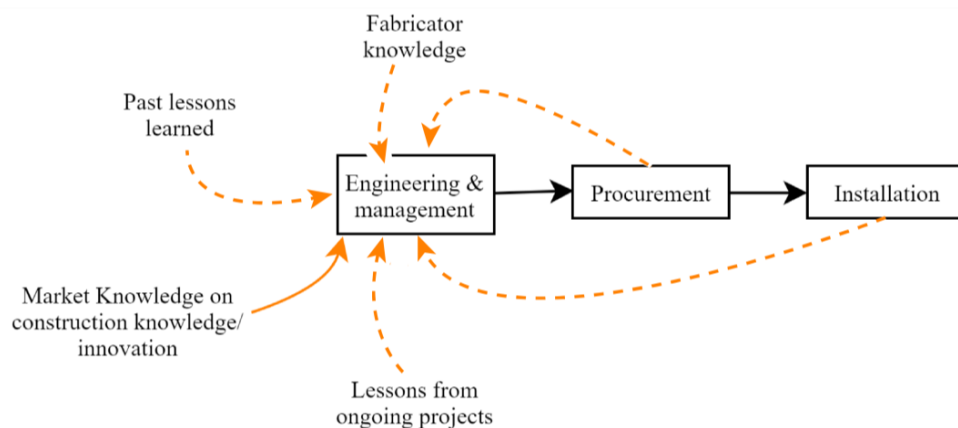 Fabricator
knowledge
Past lessons
learned
Engineering &
management
Procurement
Installation
Market Knowledge on
construction knowledge/
innovation
Lessons from
ongoing projects